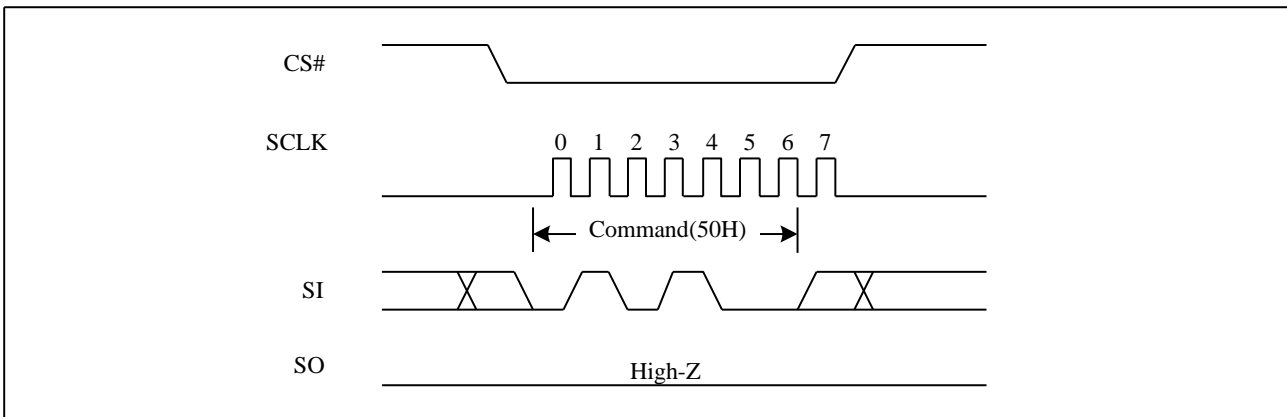 CS#
SCLK
0 1 2 3 4 5 6 7
Command(50H)
SI
SO
High-Z